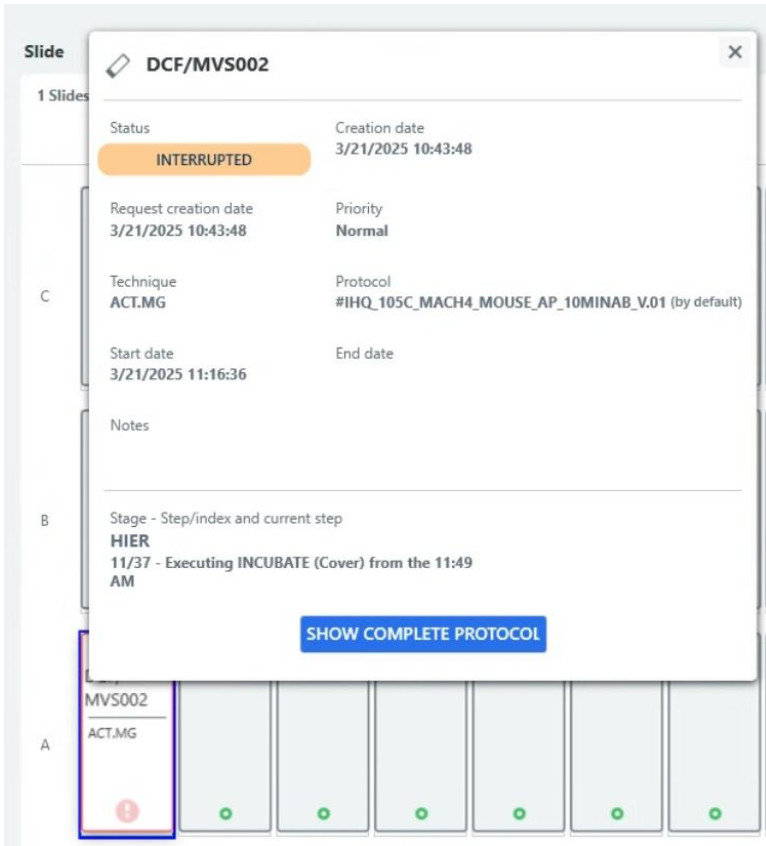 Slide
1 Slides
DCF/MVS002
Status
Creation date
INTERRUPTED
3/21/2025 10:43:48
Request creation date
Priority
3/21/2025 10:43:48
Normal
Technique
Protocol
ACT.MG
#IHQ_105C_MACH4_MOUSE_AP_10MINAB_V.01 (by default)
Start date
End date
3/21/2025 11:16:36
Notes
Stage - Step/index and current step
HIER
11/37 - Executing INCUBATE (Cover) from the 11:49
AM
SHOW COMPLETE PROTOCOL
C
B
A
MVS002
ACT.MG